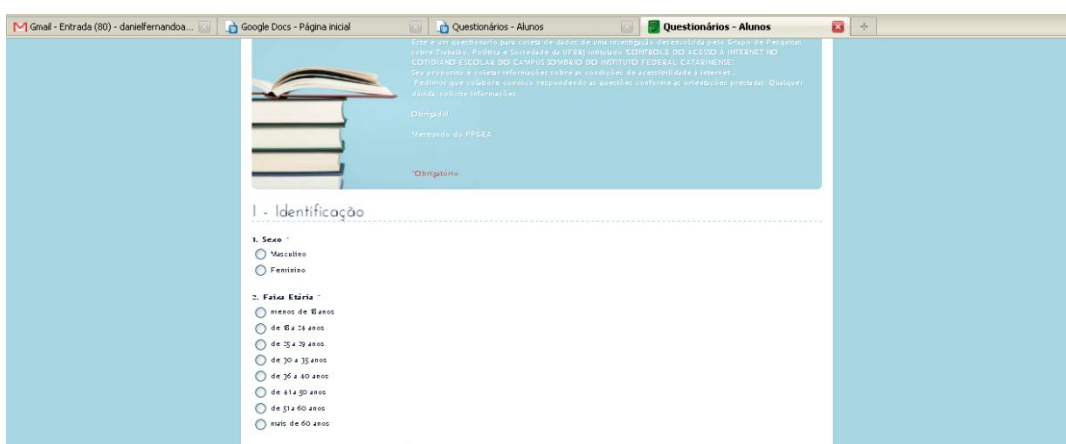 Gmail - Entrada (80) - danielfernandoa...
Google Docs - Página inicial
Questionários - Alunos
Questionários - Alunos
Este é um questionário para coleta de dados de uma investigação desenvolvida pelo Grupo de Pesquisas
sobre Trabalho, Política e Sociedade da UFRRJ intitulado "CONTROLE DO ACESSO À INTERNET NO
COTIDIANO ESCOLAR DO CAMPUS SOMBRIO DO INSTITUTO FEDERAL CATARINENSE".
Seu propósito é coletar informações sobre as condições de acessibilidade à internet.
Pedimos que colabore conosco respondendo as questões conforme as orientações prestadas. Qualquer
dúvida, solicite informações.
Obrigado!
Mestrando do PPGEA
*Obrigatório
I - Identificação
1. Sexo *
Masculino
Feminino
2. Faixa Etária *
menos de 18 anos
de 18 a 24 anos
de 25 a 29 anos
de 30 a 35 anos
de 36 a 40 anos
de 41 a 50 anos
de 51 a 60 anos
mais de 60 anos